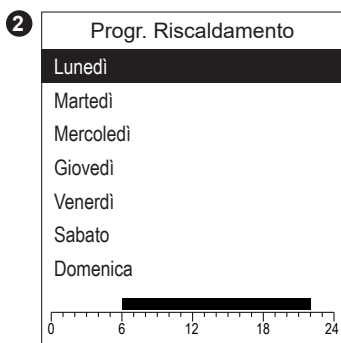 2
Progr. Riscaldamento
Lunedì
Martedì
Mercoledì
Giovedì
Venerdì
Sabato
Domenica
0 6 12 18 24